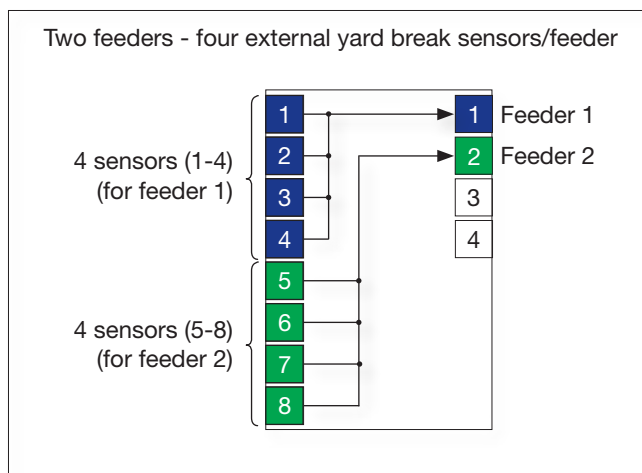 Two feeders - four external yard break sensors/feeder
4 sensors (1-4)
(for feeder 1)
1
2
3
4
4 sensors (5-8)
(for feeder 2)
5
6
7
8
1 Feeder 1
2 Feeder 2
3
4